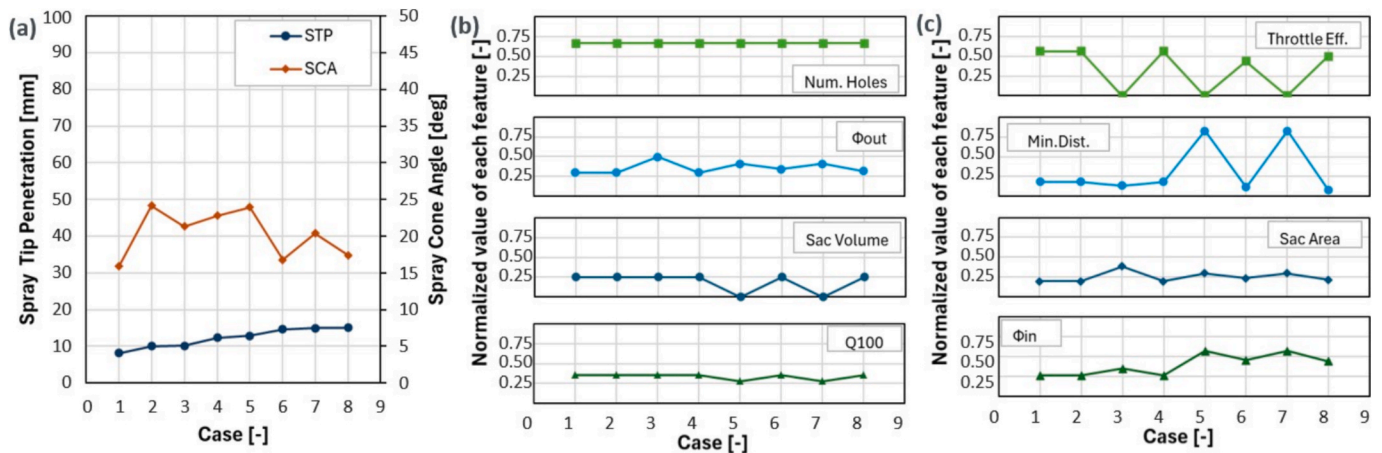 (a)
Spray Tip Penetration [mm]
100
90
80
70
60
50
40
30
20
10
0
STP
SCA
50
45
40
35
30
25
20
15
10
5
0
Spray Cone Angle [deg]
0 1 2 3 4 5 6 7 8 9
Case [-]
(b)
Normalized value of each feature [-]
0.75
0.50
0.25
Num. Holes
0.75
0.50
0.25
Φout
0.75
0.50
0.25
Sac Volume
0.75
0.50
0.25
Q100
0 1 2 3 4 5 6 7 8 9
Case [-]
(c)
Normalized value of each feature [-]
0.75
0.50
0.25
Throttle Eff.
0.75
0.50
0.25
Min.Dist.
0.75
0.50
0.25
Sac Area
0.75
0.50
0.25
Φin
0 1 2 3 4 5 6 7 8 9
Case [-]